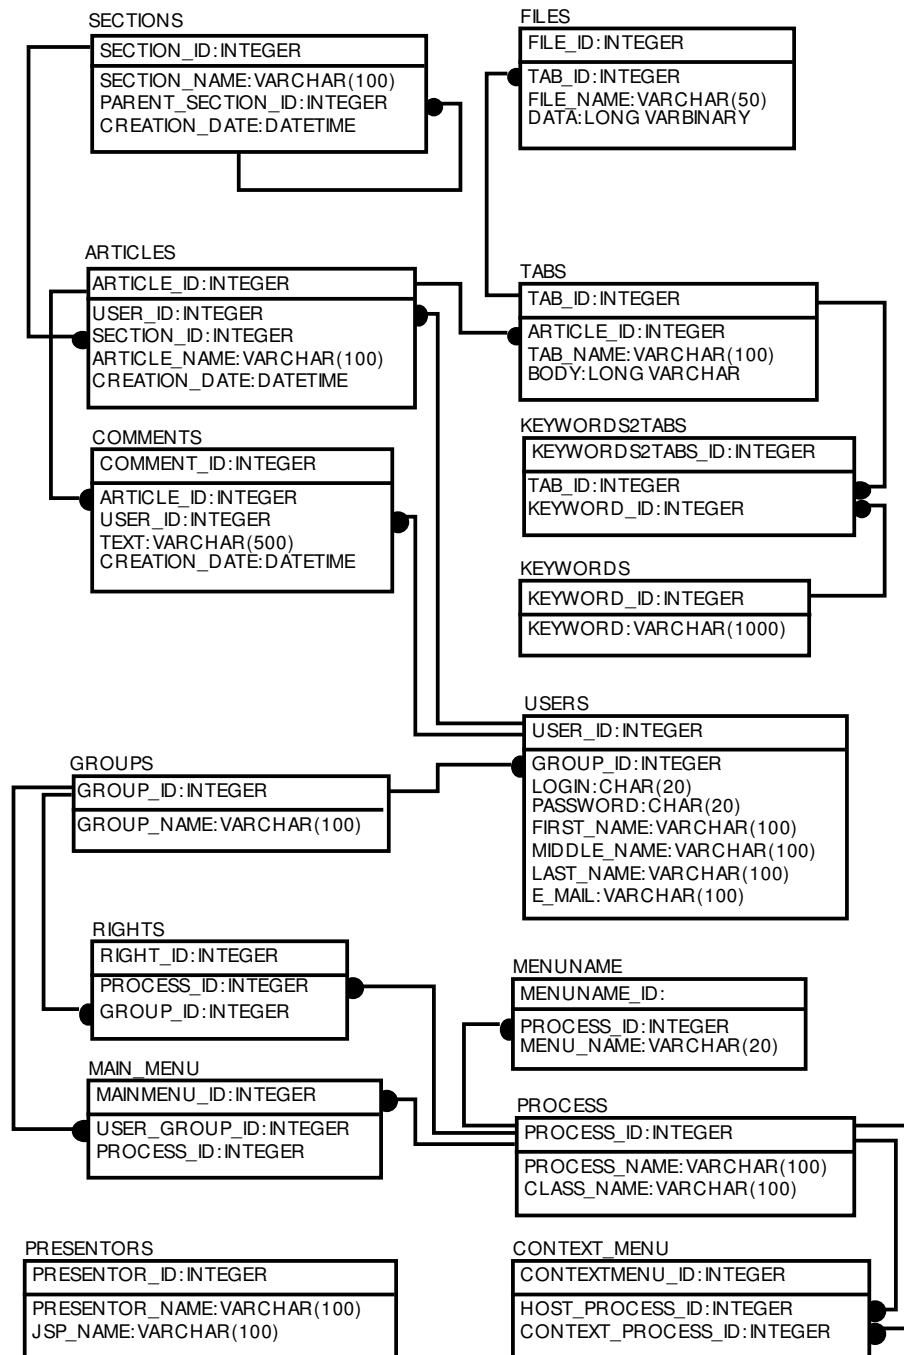 SECTIONS
SECTION_ID:INTEGER
SECTION_NAME:VARCHAR(100)
PARENT_SECTION_ID:INTEGER
CREATION_DATE:DATETIME
FILES
FILE_ID:INTEGER
TAB_ID:INTEGER
FILE_NAME:VARCHAR(50)
DATA:LONG VARBINARY
ARTICLES
ARTICLE_ID:INTEGER
USER_ID:INTEGER
SECTION_ID:INTEGER
ARTICLE_NAME:VARCHAR(100)
CREATION_DATE:DATETIME
TABS
TAB_ID:INTEGER
ARTICLE_ID:INTEGER
TAB_NAME:VARCHAR(100)
BODY:LONG VARCHAR
COMMENTS
COMMENT_ID:INTEGER
ARTICLE_ID:INTEGER
USER_ID:INTEGER
TEXT:VARCHAR(500)
CREATION_DATE:DATETIME
KEYWORDS2TABS
KEYWORDS2TABS_ID:INTEGER
TAB_ID:INTEGER
KEYWORD_ID:INTEGER
KEYWORDS
KEYWORD_ID:INTEGER
KEYWORD:VARCHAR(1000)
USERS
USER_ID:INTEGER
GROUP_ID:INTEGER
LOGIN:CHAR(20)
PASSWORD:CHAR(20)
FIRST_NAME:VARCHAR(100)
MIDDLE_NAME:VARCHAR(100)
LAST_NAME:VARCHAR(100)
E_MAIL:VARCHAR(100)
GROUPS
GROUP_ID:INTEGER
GROUP_NAME:VARCHAR(100)
RIGHTS
RIGHT_ID:INTEGER
PROCESS_ID:INTEGER
GROUP_ID:INTEGER
MENUNAME
MENUNAME_ID:
PROCESS_ID:INTEGER
MENU_NAME:VARCHAR(20)
MAIN_MENU
MAINMENU_ID:INTEGER
USER_GROUP_ID:INTEGER
PROCESS_ID:INTEGER
PROCESS
PROCESS_ID:INTEGER
PROCESS_NAME:VARCHAR(100)
CLASS_NAME:VARCHAR(100)
PRESENTORS
PRESENTOR_ID:INTEGER
PRESENTOR_NAME:VARCHAR(100)
JSP_NAME:VARCHAR(100)
CONTEXT_MENU
CONTEXTMENU_ID:INTEGER
HOST_PROCESS_ID:INTEGER
CONTEXT_PROCESS_ID:INTEGER